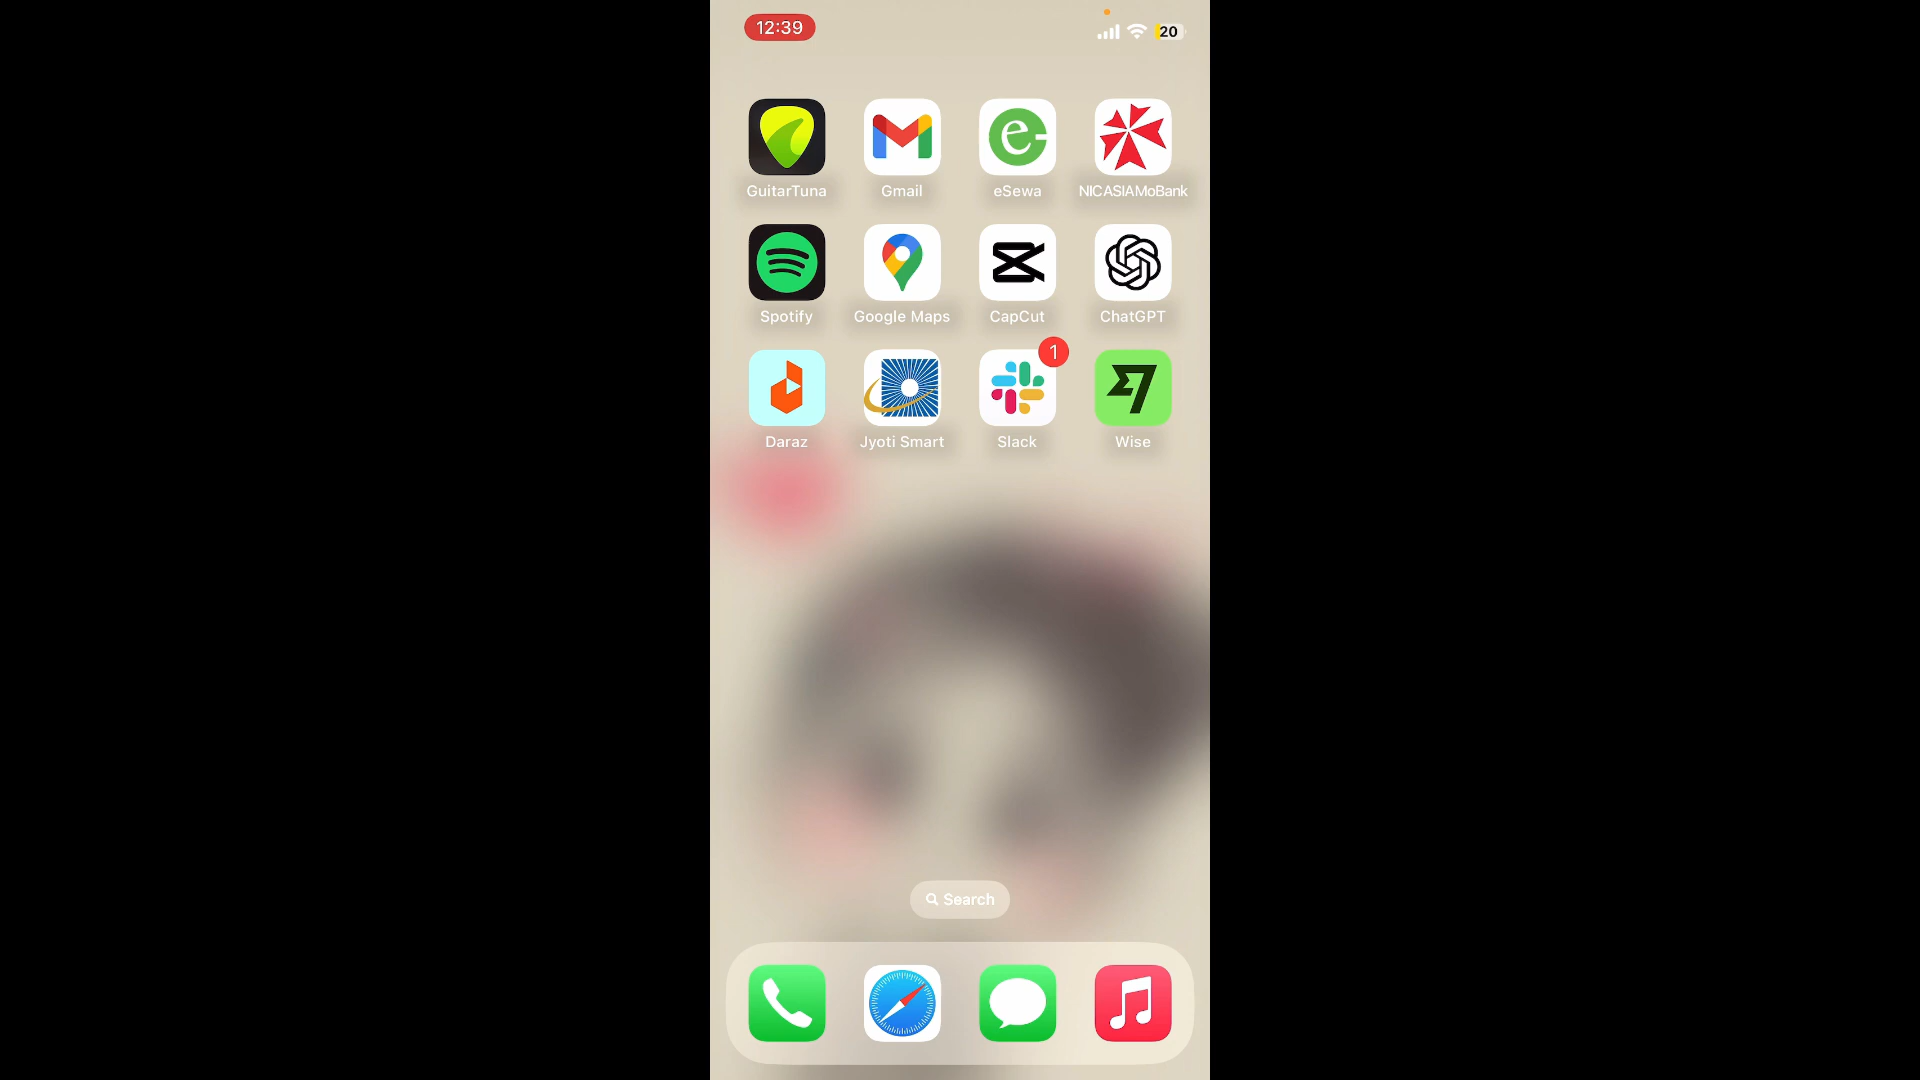 12:39
20
GuitarTuna
Gmail
eSewa
NICASIAMoBank
Spotify
Google Maps
CapCut
ChatGPT
1
Daraz
Jyoti Smart
Slack
Wise
Search